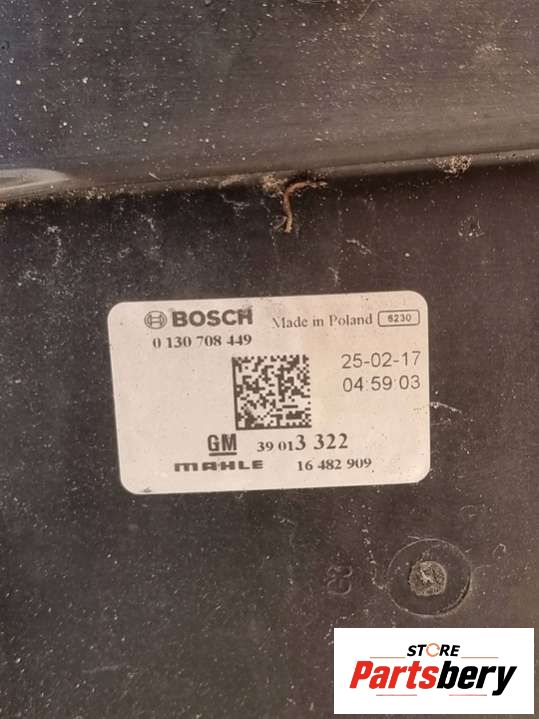 BOSCH Made in Poland 6230
0 130 708 449
25-02-17
04:59:03
GM 39 013 322
MAHLE 16 482 909
STORE
Partsbery